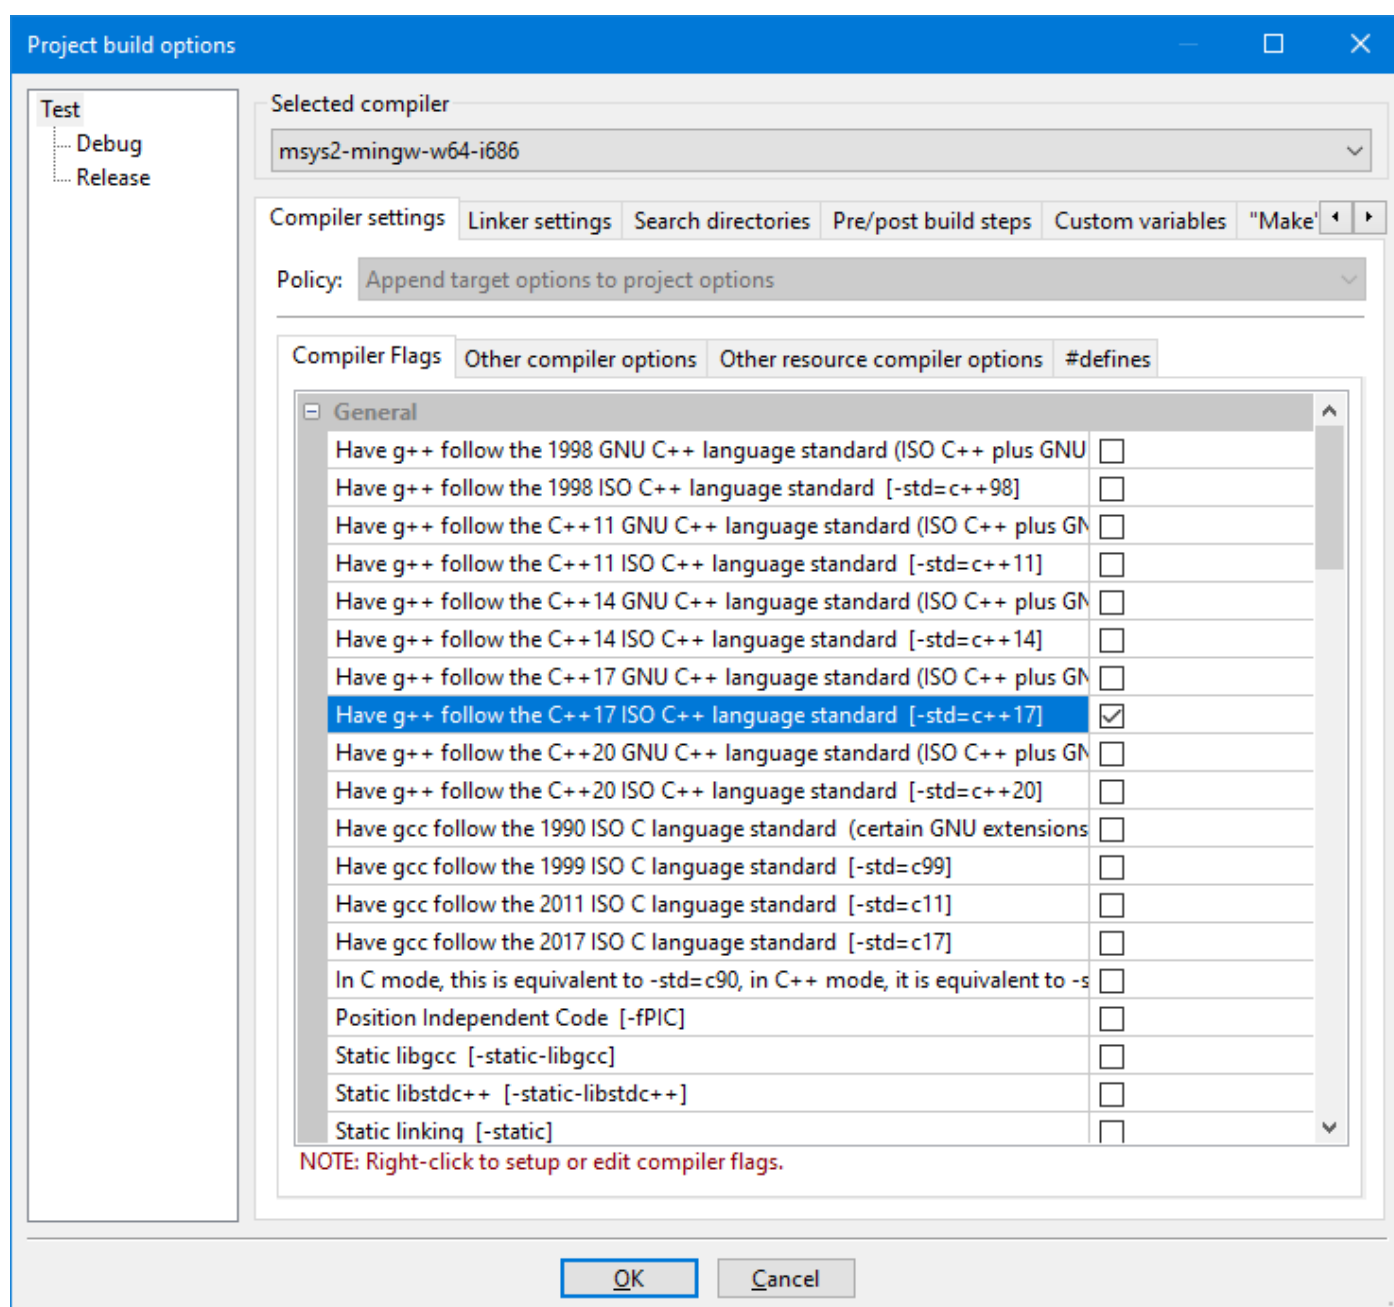 Project build options
Test
Debug
Release
Selected compiler
msys2-mingw-w64-i686
Compiler settings Linker settings Search directories Pre/post build steps Custom variables "Make"
Policy: Append target options to project options
Compiler Flags Other compiler options Other resource compiler options #defines
General
Have g++ follow the 1998 GNU C++ language standard (ISO C++ plus GNU
Have g++ follow the 1998 ISO C++ language standard [-std=c++98]
Have g++ follow the C++11 GNU C++ language standard (ISO C++ plus GN
Have g++ follow the C++11 ISO C++ language standard [-std=c++11]
Have g++ follow the C++14 GNU C++ language standard (ISO C++ plus GN
Have g++ follow the C++14 ISO C++ language standard [-std=c++14]
Have g++ follow the C++17 GNU C++ language standard (ISO C++ plus GN
Have g++ follow the C++17 ISO C++ language standard [-std=c++17]
Have g++ follow the C++20 GNU C++ language standard (ISO C++ plus GN
Have g++ follow the C++20 ISO C++ language standard [-std=c++20]
Have gcc follow the 1990 ISO C language standard (certain GNU extensions
Have gcc follow the 1999 ISO C language standard [-std=c99]
Have gcc follow the 2011 ISO C language standard [-std=c11]
Have gcc follow the 2017 ISO C language standard [-std=c17]
In C mode, this is equivalent to -std=c90, in C++ mode, it is equivalent to -s
Position Independent Code [-fPIC]
Static libgcc [-static-libgcc]
Static libstdc++ [-static-libstdc++]
Static linking [-static]
NOTE: Right-click to setup or edit compiler flags.
OK Cancel